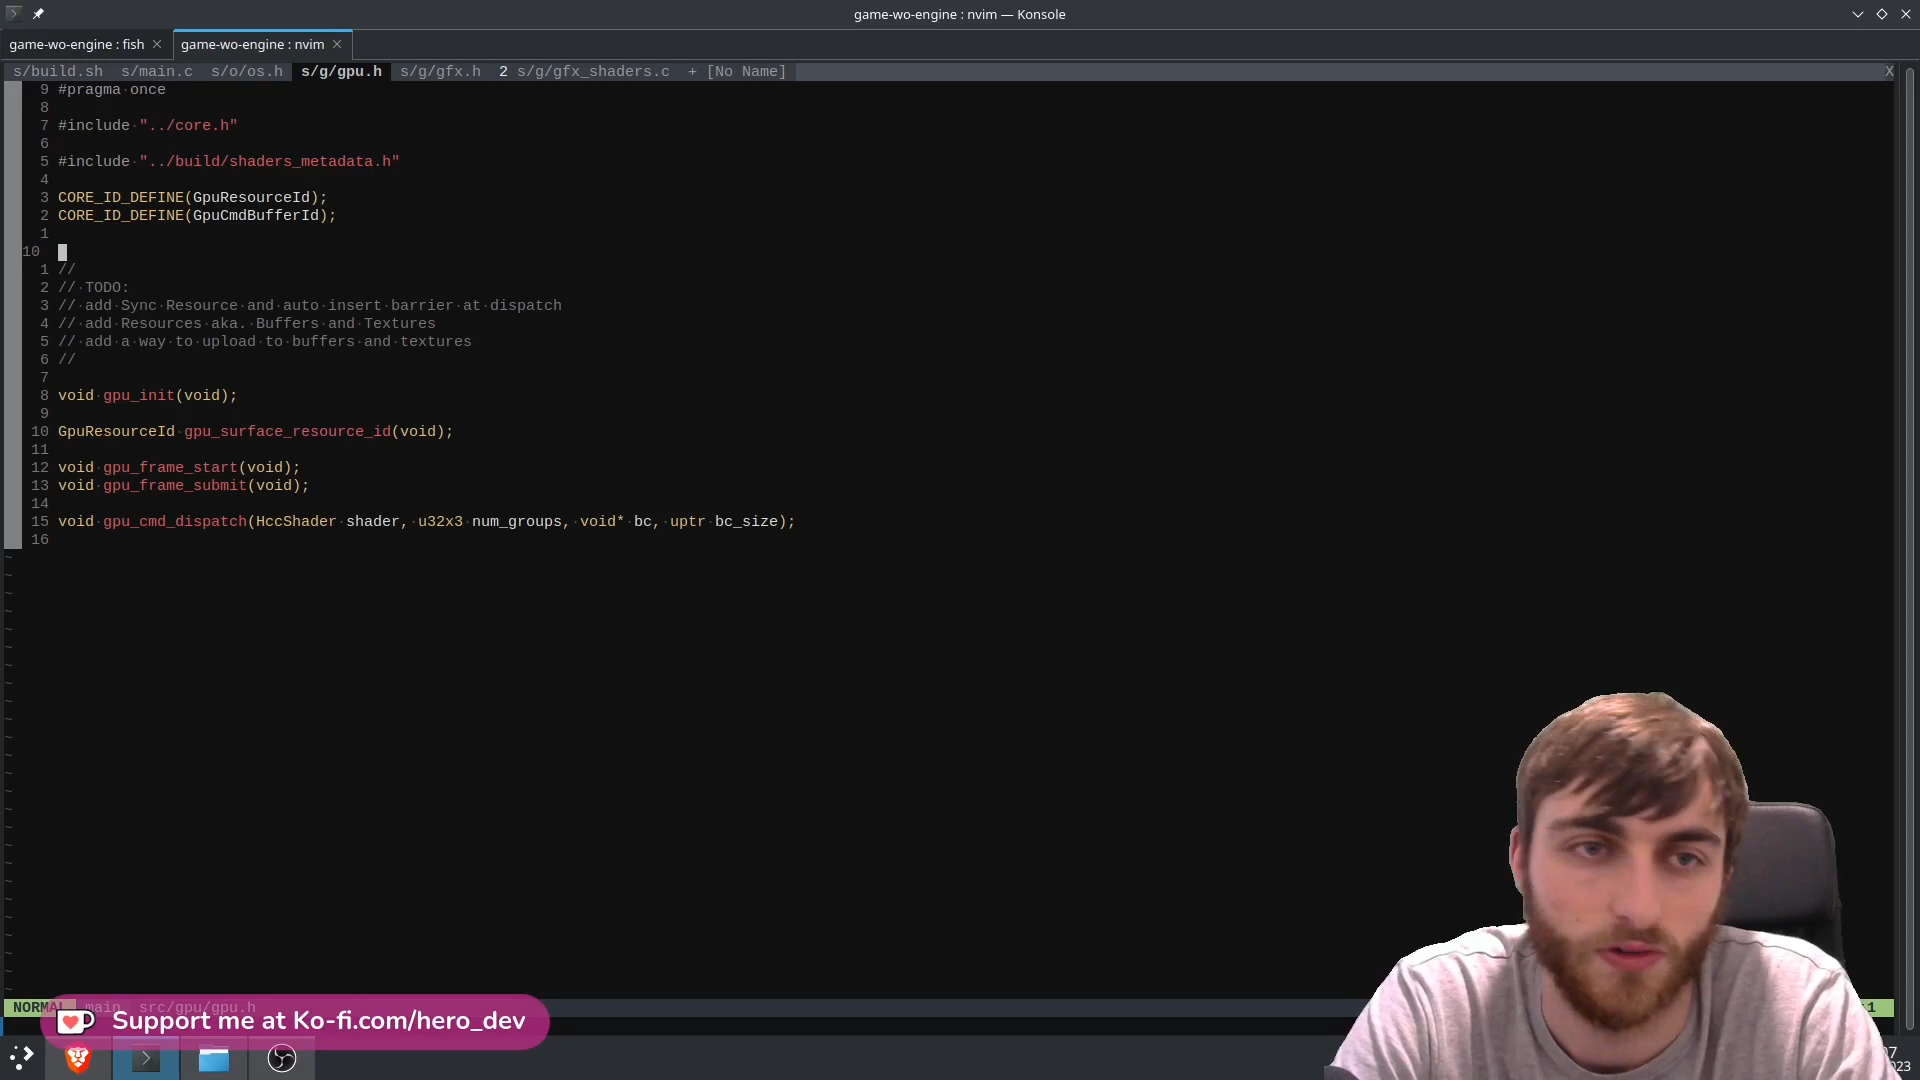 game-wo-engine : nvim — Konsole
game-wo-engine : fish
game-wo-engine : nvim
s/build.sh s/main.c s/o/os.h s/g/gpu.h s/g/gfx.h 2 s/g/gfx_shaders.c + [No Name] X
9 #pragma once
8
7 #include "../core.h"
6
5 #include "../build/shaders_metadata.h"
4
3 CORE_ID_DEFINE(GpuResourceId);
2 CORE_ID_DEFINE(GpuCmdBufferId);
1
10
1 //
2 // TODO:
3 // add Sync Resource and auto insert barrier at dispatch
4 // add Resources aka. Buffers and Textures
5 // add a way to upload to buffers and textures
6 //
7
8 void gpu_init(void);
9
10 GpuResourceId gpu_surface_resource_id(void);
11
12 void gpu_frame_start(void);
13 void gpu_frame_submit(void);
14
15 void gpu_cmd_dispatch(HccShader shader, u32x3 num_groups, void* bc, uptr bc_size);
16
main src/gpu/gpu.h
Support me at Ko-fi.com/hero_dev